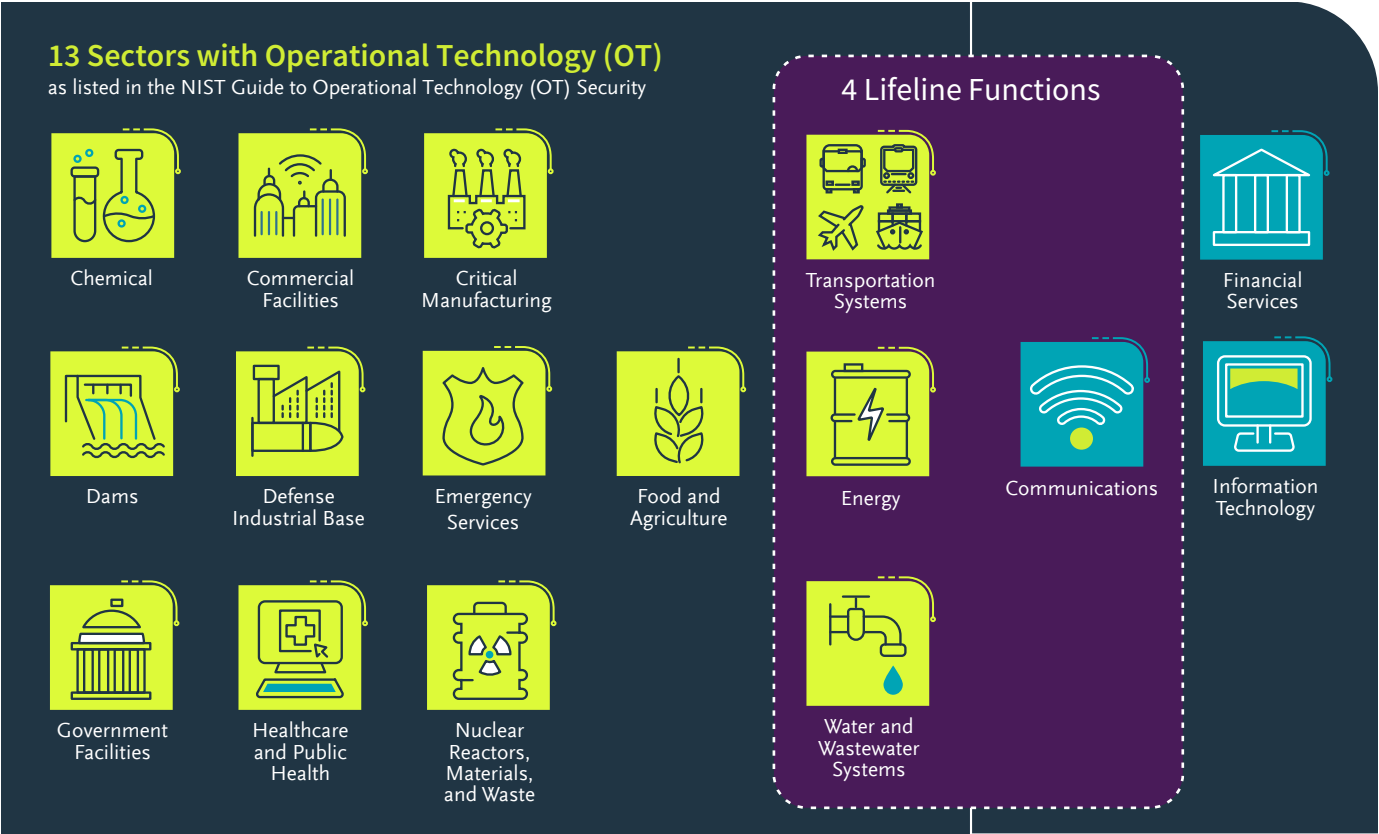 13 Sectors with Operational Technology (OT)
as listed in the NIST Guide to Operational Technology (OT) Security
4 Lifeline Functions
Chemical
Commercial
Facilities
Critical
Manufacturing
Transportation
Systems
Financial
Services
Dams
Defense
Industrial Base
Emergency
Services
Food and
Agriculture
Energy
Communications
Information
Technology
Government
Facilities
Healthcare
and Public
Health
Nuclear
Reactors,
Materials,
and Waste
Water and
Wastewater
Systems